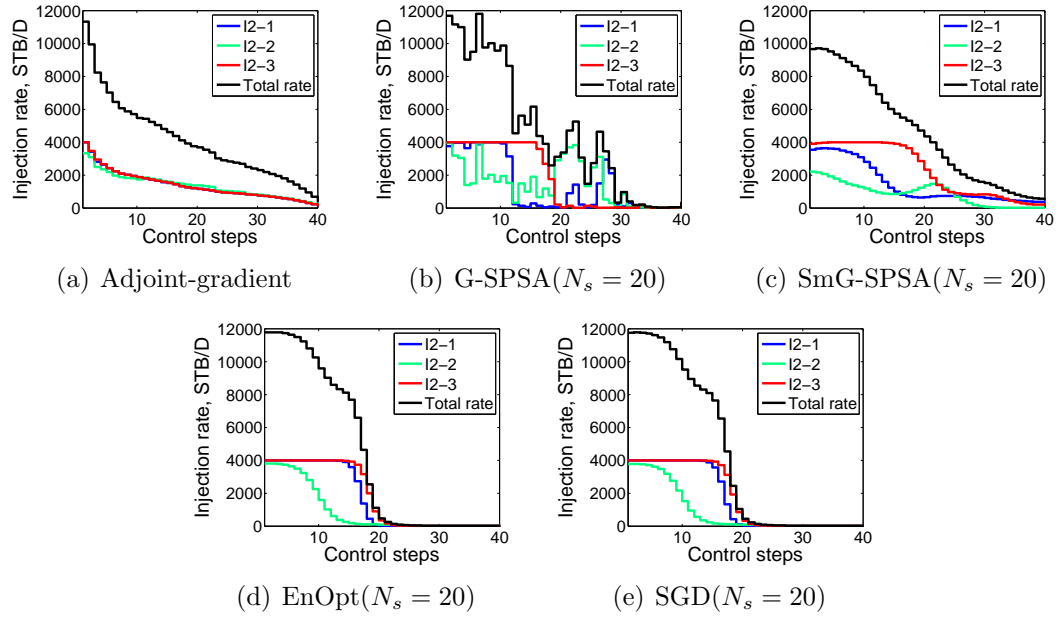 Injection rate, STB/D
12000
10000
8000
6000
4000
2000
0
10
20
30
40
Control steps
I2−1
I2−2
I2−3
Total rate
(a) Adjoint-gradient
Injection rate, STB/D
12000
10000
8000
6000
4000
2000
0
10
20
30
40
Control steps
I2−1
I2−2
I2−3
Total rate
(b) G-SPSA(N_s = 20)
Injection rate, STB/D
12000
10000
8000
6000
4000
2000
0
10
20
30
40
Control steps
I2−1
I2−2
I2−3
Total rate
(c) SmG-SPSA(N_s = 20)
Injection rate, STB/D
12000
10000
8000
6000
4000
2000
0
10
20
30
40
Control steps
I2−1
I2−2
I2−3
Total rate
(d) EnOpt(N_s = 20)
Injection rate, STB/D
12000
10000
8000
6000
4000
2000
0
10
20
30
40
Control steps
I2−1
I2−2
I2−3
Total rate
(e) SGD(N_s = 20)